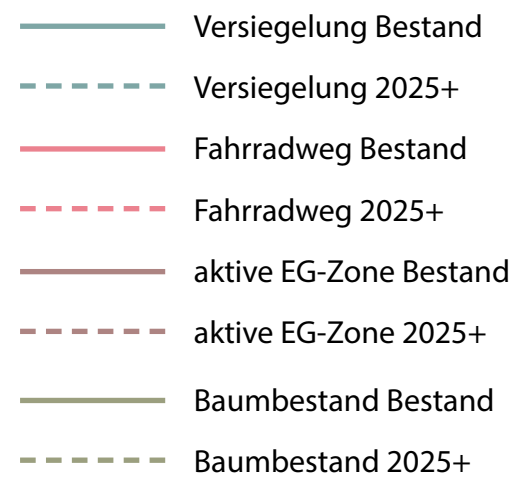 Versiegelung Bestand
Versiegelung 2025+
Fahrradweg Bestand
Fahrradweg 2025+
aktive EG-Zone Bestand
aktive EG-Zone 2025+
Baumbestand Bestand
Baumbestand 2025+